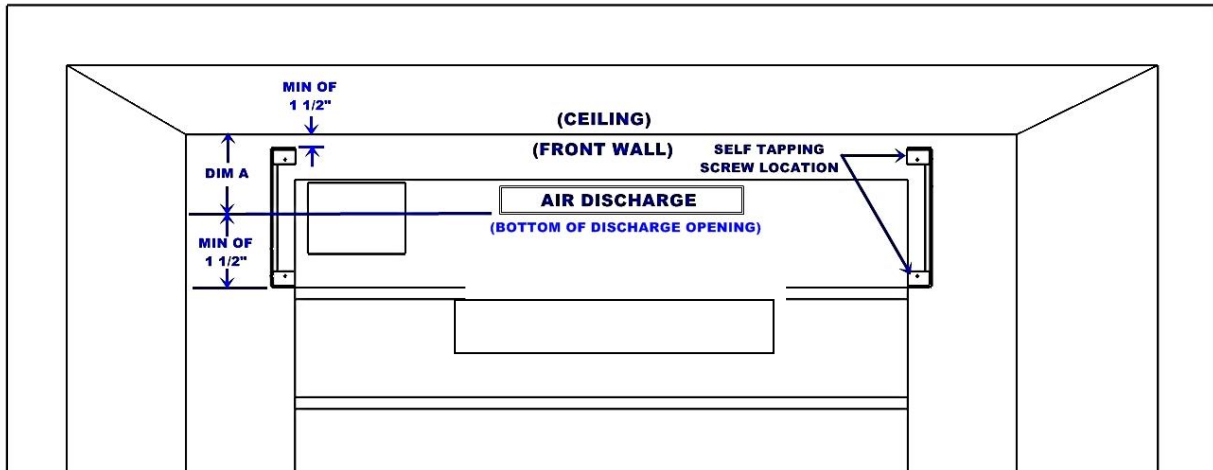 MIN OF
1 1/2"
(CEILING)
(FRONT WALL)
SELF TAPPING
SCREW LOCATION
DIM A
AIR DISCHARGE
(BOTTOM OF DISCHARGE OPENING)
MIN OF
1 1/2"